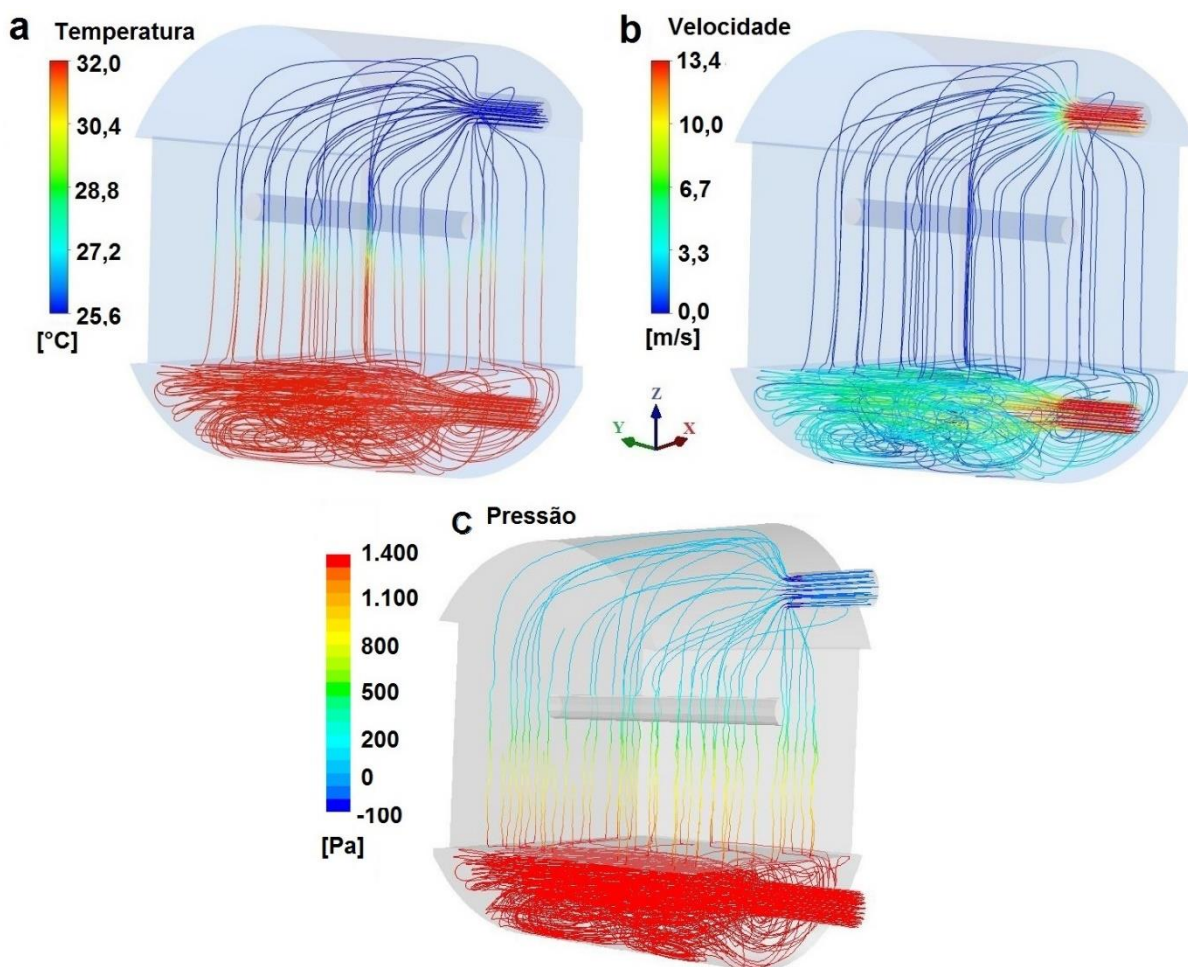 a Temperatura
32,0
30,4
28,8
27,2
25,6
[°C]
b Velocidade
13,4
10,0
6,7
3,3
0,0
[m/s]
Z
Y X
C Pressão
1.400
1.100
800
500
200
0
-100
[Pa]